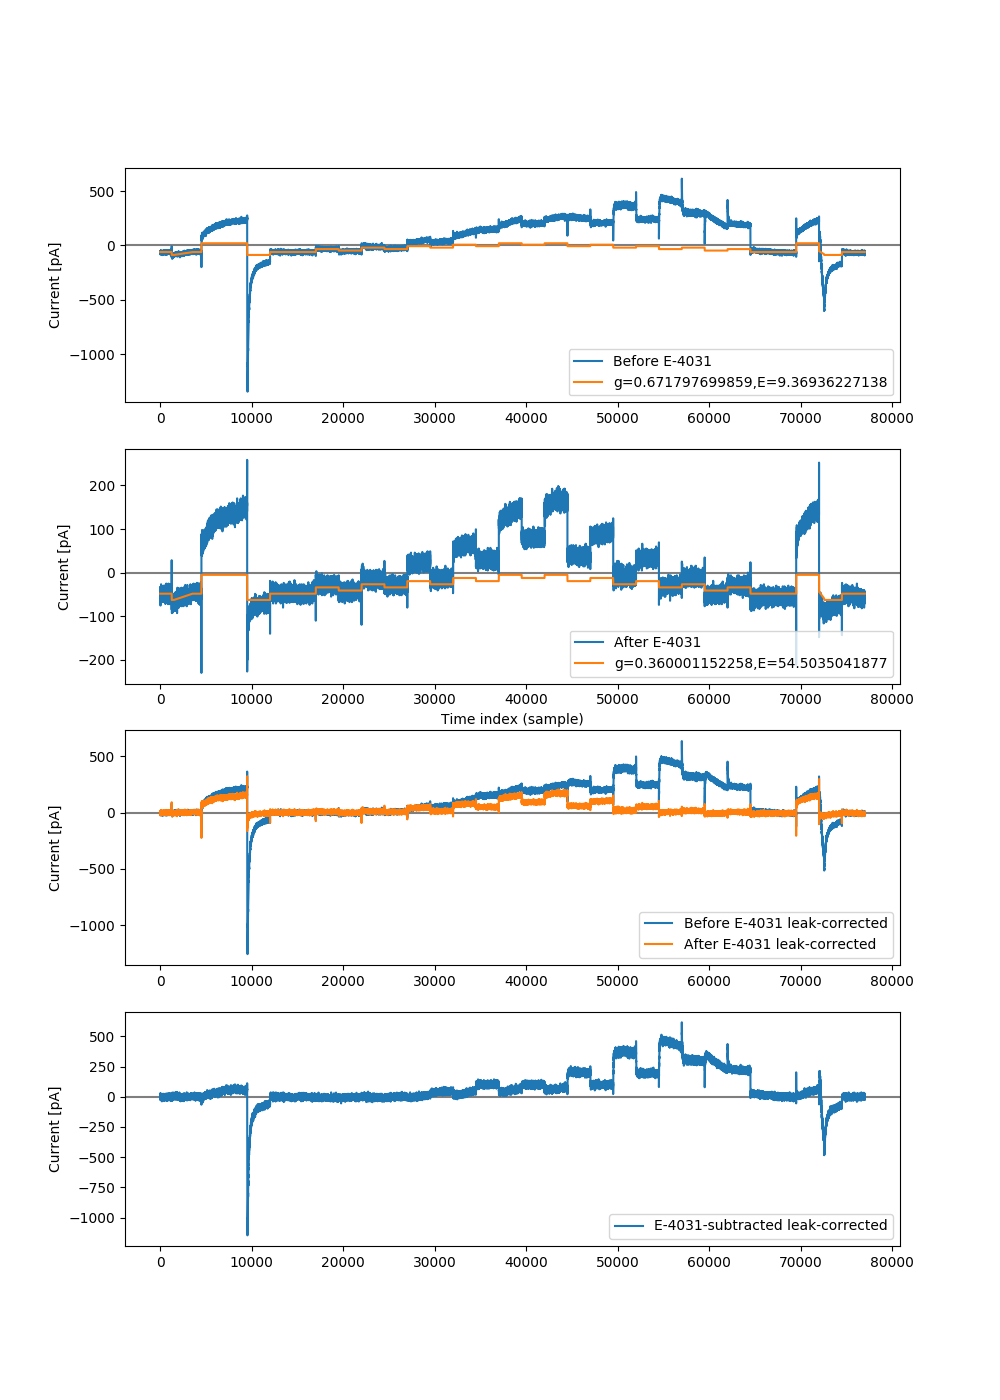 500
0
−500
−1000
Current [pA]
Before E-4031
g=0.671797699859,E=9.36936227138
0 10000 20000 30000 40000 50000 60000 70000 80000
200
100
0
−100
−200
Current [pA]
After E-4031
g=0.360001152258,E=54.5035041877
0 10000 20000 30000 40000 50000 60000 70000 80000
Time index (sample)
500
0
−500
−1000
Current [pA]
Before E-4031 leak-corrected
After E-4031 leak-corrected
0 10000 20000 30000 40000 50000 60000 70000 80000
500
250
0
−250
−500
−750
−1000
Current [pA]
E-4031-subtracted leak-corrected
0 10000 20000 30000 40000 50000 60000 70000 80000